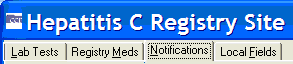 Hepatitis C Registry Site
Lab Tests Registry Meds Notifications Local Fields